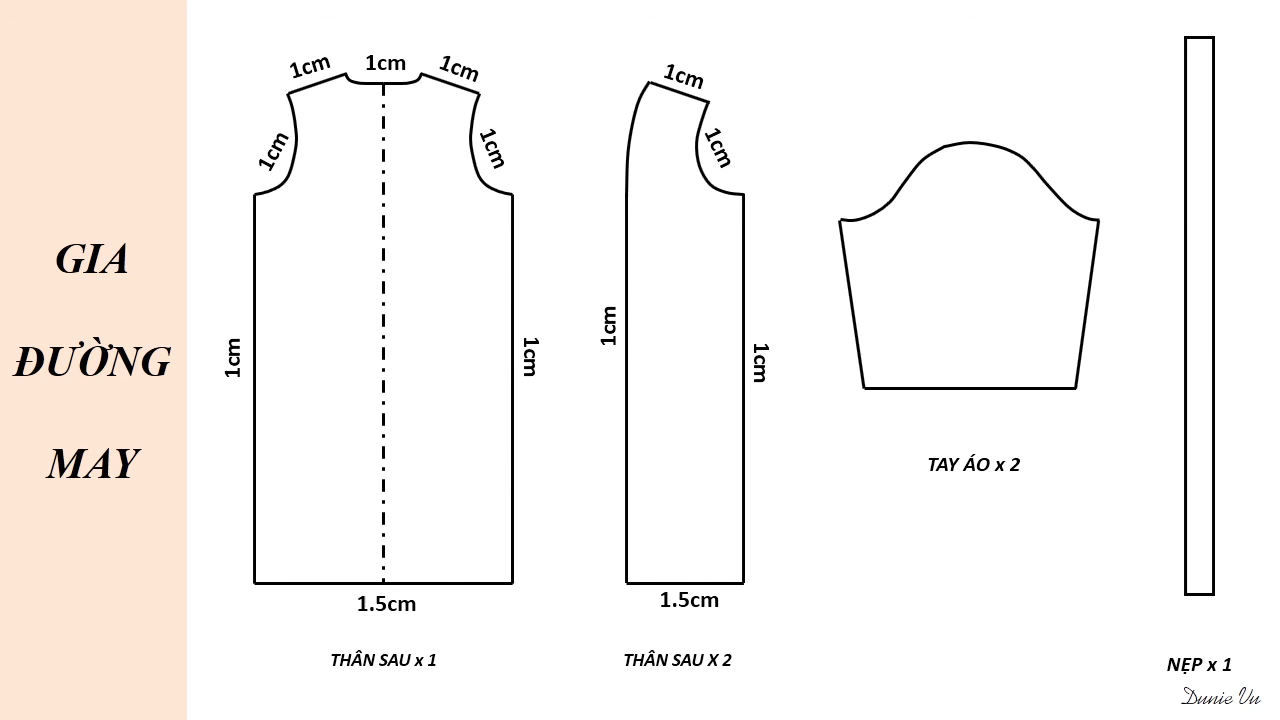 GIA
ĐƯỜNG
MAY
1cm
1cm
1cm
1cm
1cm
1cm
1cm
1.5cm
THÂN SAU x 1
1cm
1cm
1cm
1cm
1.5cm
THÂN SAU X 2
TAY ÁO x 2
NẸP x 1
Dunie Vu